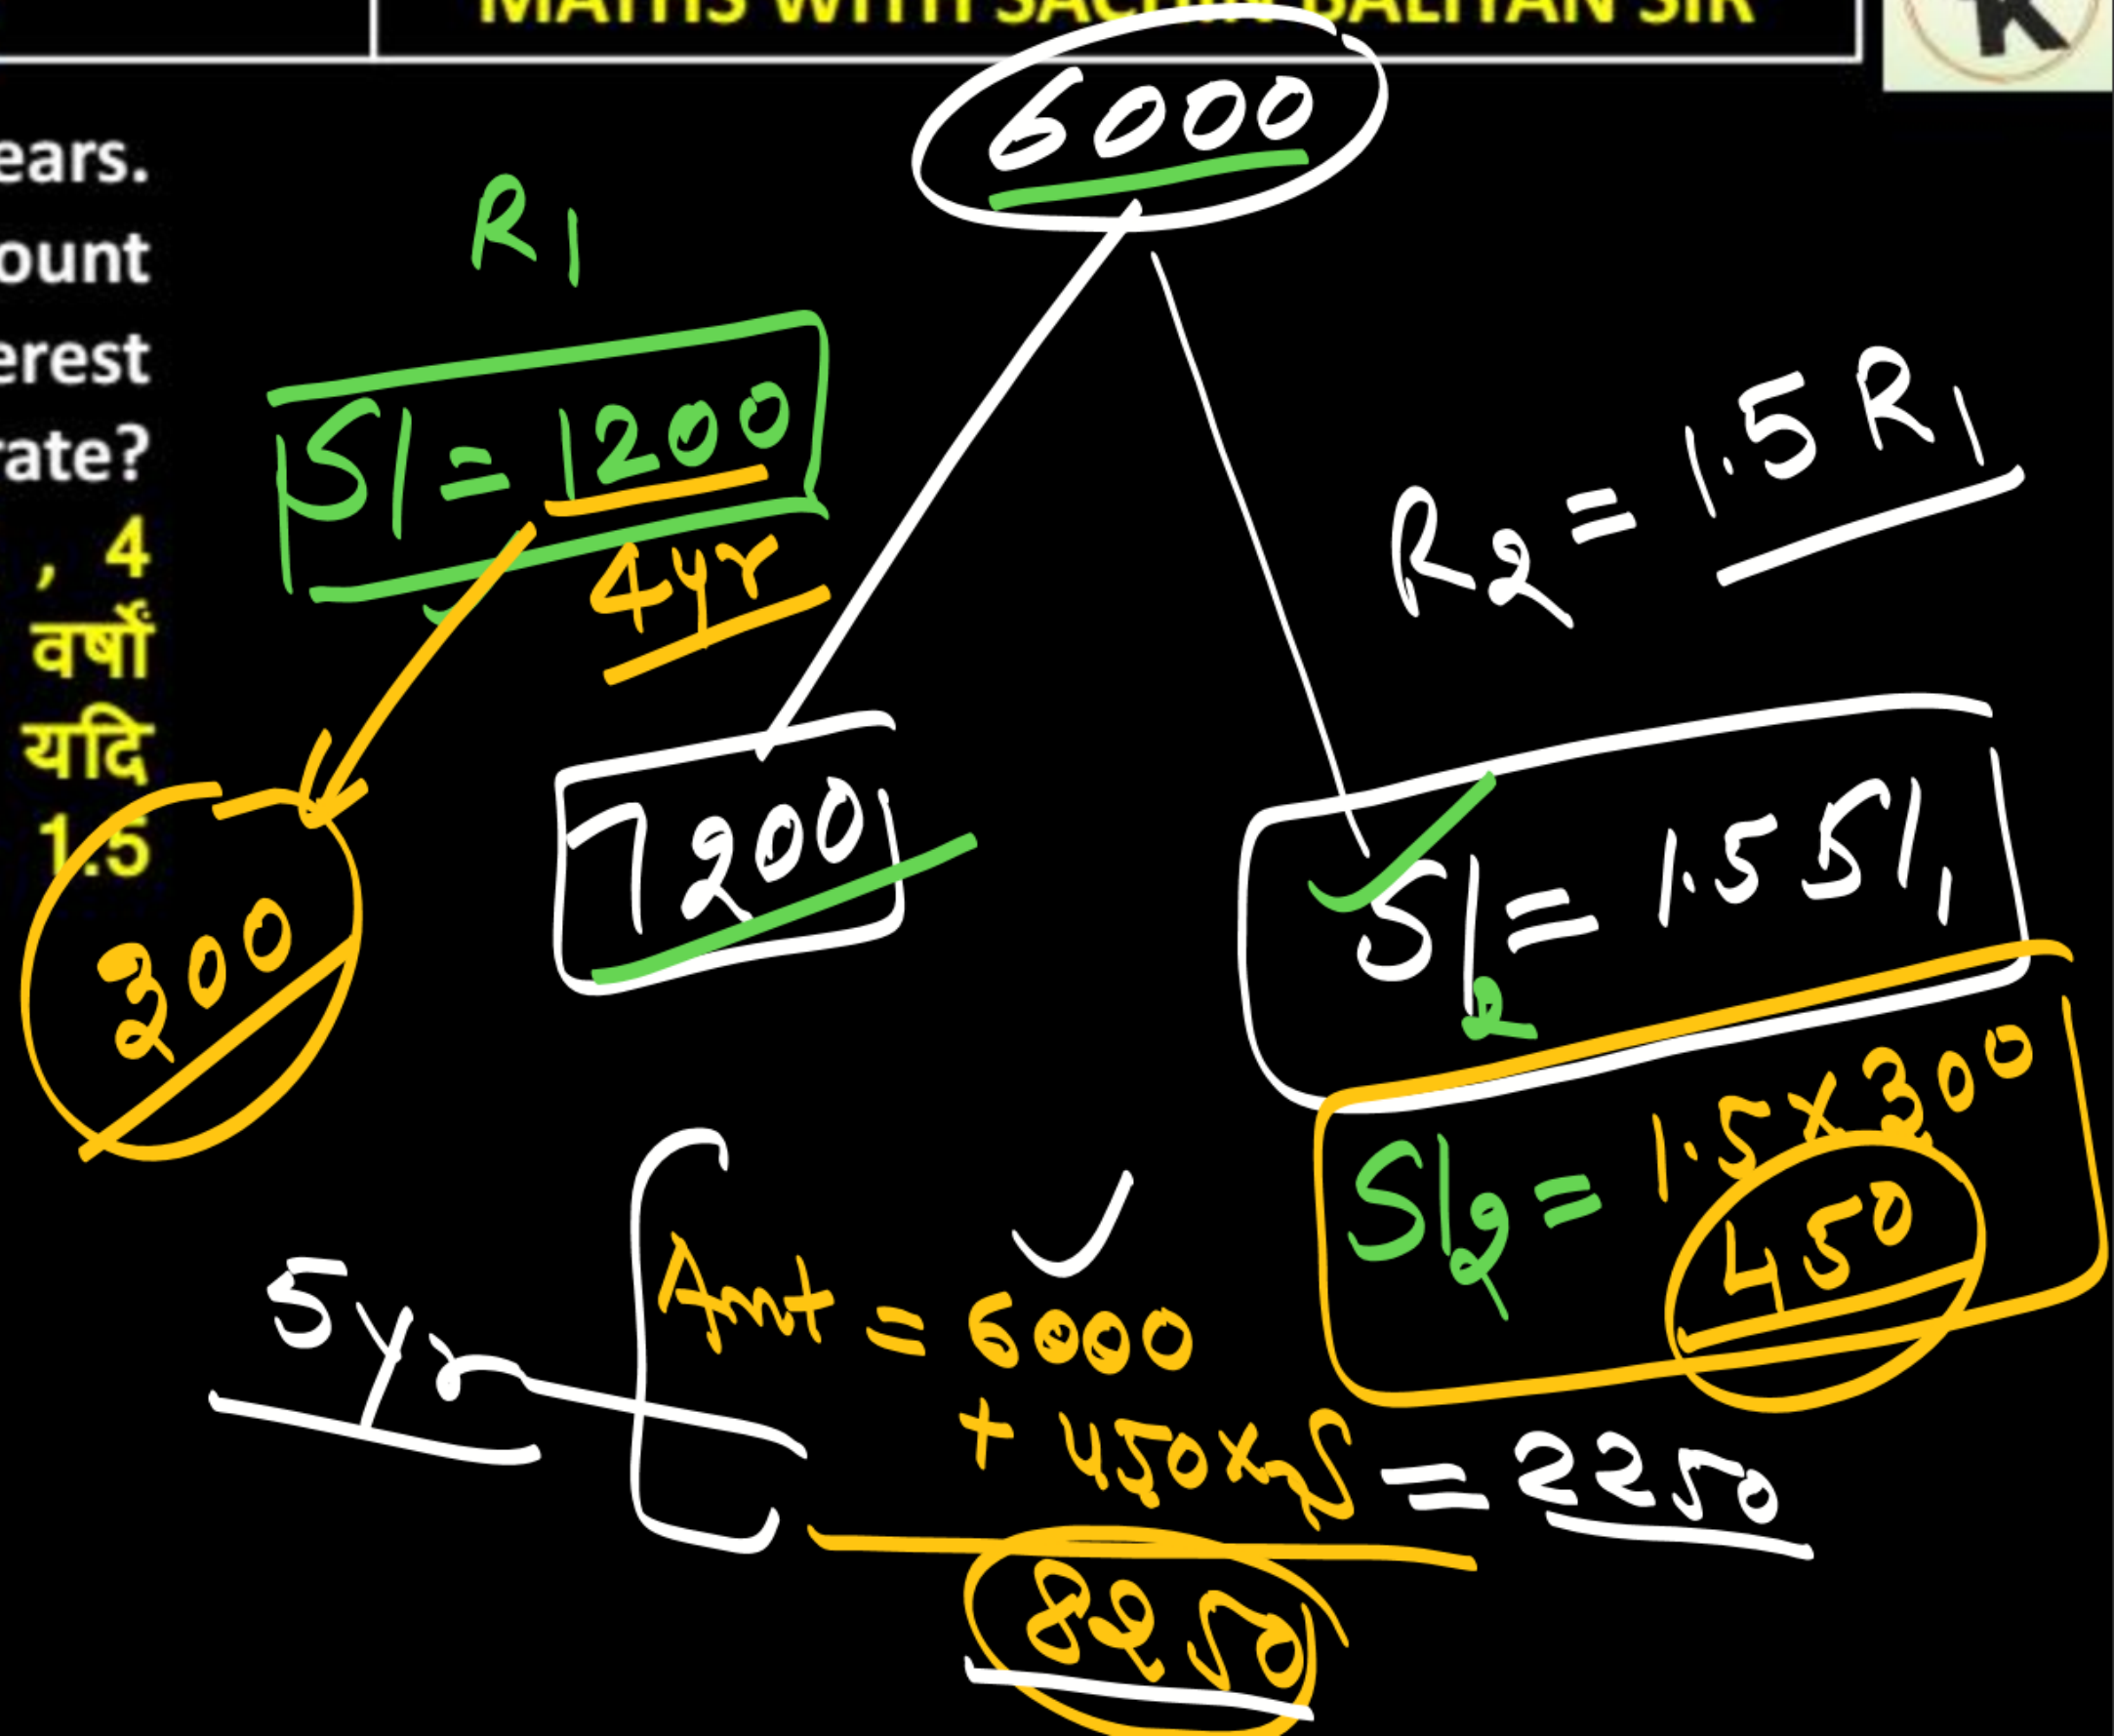 MATHS WITH SACHIN BALIYAN SIR
6000
ears.
ount
erest
rate?
, 4
वर्षों
यदि
1.5
R1
SI = 1200
4yr
R2 = 1.5 R1
7200
300
SI2 = 1.5 SI1
SI2 = 1.5 x 300
450
5yr
Amt = 6000
+ 450x5 = 2250
8250